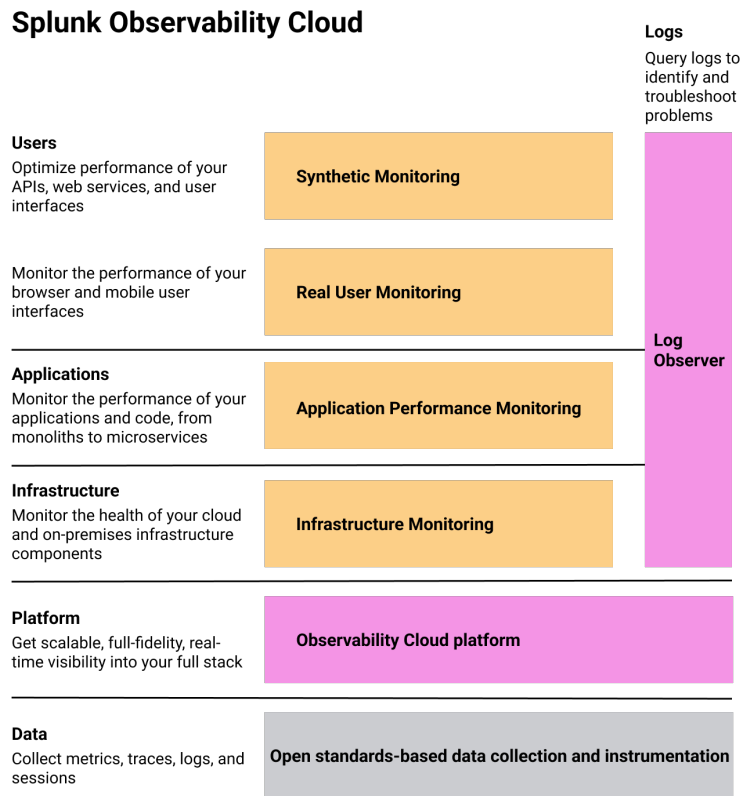 Splunk Observability Cloud
Logs
Query logs to
identify and
troubleshoot
problems
Users
Optimize performance of your
APIs, web services, and user
interfaces
Synthetic Monitoring
Monitor the performance of your
browser and mobile user
interfaces
Real User Monitoring
Log
Observer
Applications
Monitor the performance of your
applications and code, from
monoliths to microservices
Application Performance Monitoring
Infrastructure
Monitor the health of your cloud
and on-premises infrastructure
components
Infrastructure Monitoring
Platform
Get scalable, full-fidelity, real-
time visibility into your full stack
Observability Cloud platform
Data
Collect metrics, traces, logs, and
sessions
Open standards-based data collection and instrumentation